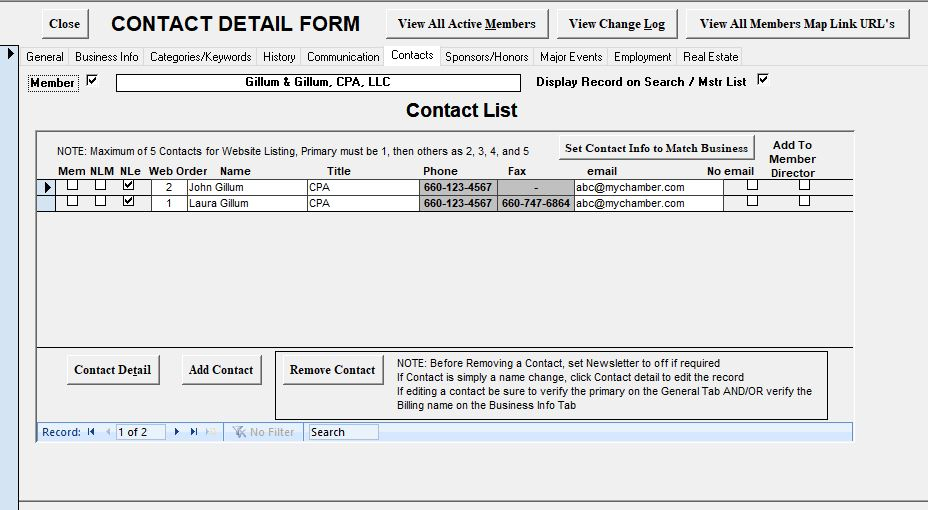 Close CONTACT DETAIL FORM View All Active Members View Change Log View All Members Map Link URL's
General Business Info Categories/Keywords History Communication Contacts Sponsors/Honors Major Events Employment Real Estate
Member Gillum & Gillum, CPA, LLC Display Record on Search / Mstr List
Contact List
NOTE: Maximum of 5 Contacts for Website Listing, Primary must be 1, then others as 2, 3, 4, and 5 Set Contact Info to Match Business Add To
Member
Director
Mem NLM NLe Web Order Name Title Phone Fax email No email
2 John Gillum CPA 660-123-4567 - abc@mychamber.com
1 Laura Gillum CPA 660-123-4567 660-747-6864 abc@mychamber.com
Contact Detail Add Contact Remove Contact
NOTE: Before Removing a Contact, set Newsletter to off if required
If Contact is simply a name change, click Contact detail to edit the record
If editing a contact be sure to verify the primary on the General Tab AND/OR verify the
Billing name on the Business Info Tab
Record: 1 of 2 No Filter Search